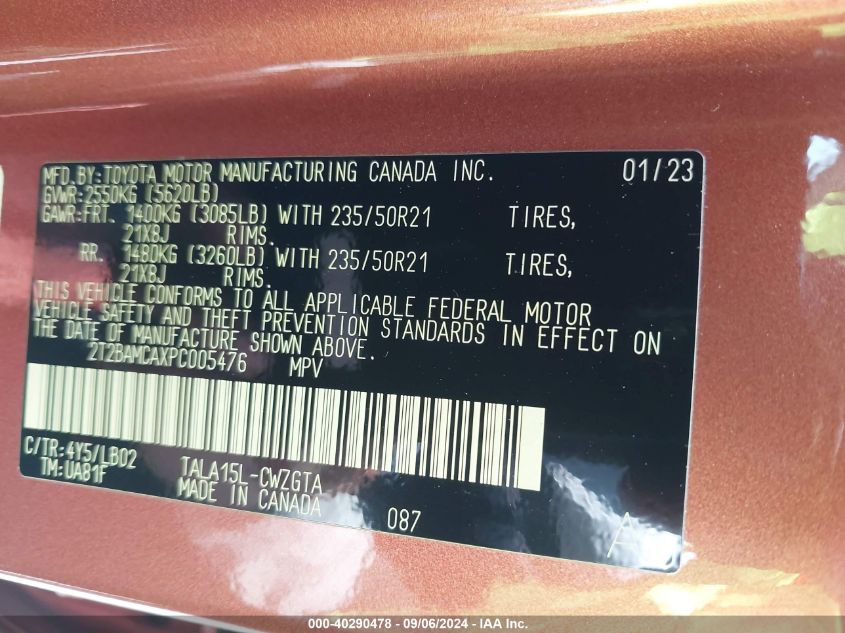 MFD.BY:TOYOTA MOTOR MANUFACTURING CANADA INC. 01/23
GVWR:2550KG (5620LB)
GAWR:FRT. 1400KG (3085LB) WITH 235/50R21 TIRES,
21X8J RIMS.
RR. 1480KG (3260LB) WITH 235/50R21 TIRES,
21X8J RIMS.
THIS VEHICLE CONFORMS TO ALL APPLICABLE FEDERAL MOTOR
VEHICLE SAFETY AND THEFT PREVENTION STANDARDS IN EFFECT ON
THE DATE OF MANUFACTURE SHOWN ABOVE.
2T2BAMCAXPC005476 MPV
C/TR:4Y5/LB02 TALA15L-CWZGTA
TM:UA81F MADE IN CANADA
087 A
000-40290478 - 09/06/2024 - IAA Inc.